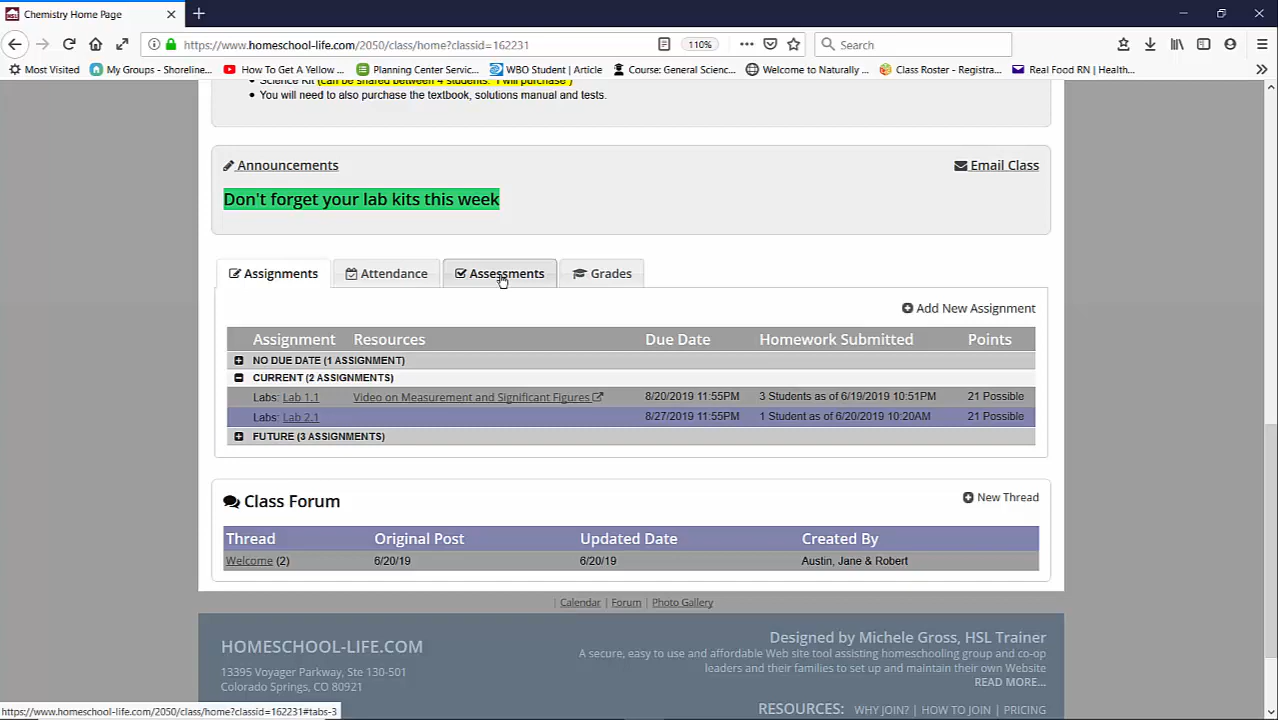 Chemistry Home Page
https://www.homeschool-life.com/2050/class/home?classid=162231
110%
Search
Most Visited
My Groups - Shoreline...
How To Get A Yellow ...
Planning Center Servic...
WBO Student | Article
Course: General Scienc...
Welcome to Naturally ...
Class Roster - Registra...
Real Food RN | Health...
Science Kit (can be shared between 4 students. I will purchase )
You will need to also purchase the textbook, solutions manual and tests.
Announcements
Email Class
Don't forget your lab kits this week
Assignments
Attendance
Assessments
Grades
Add New Assignment
Assignment Resources Due Date Homework Submitted Points
NO DUE DATE (1 ASSIGNMENT)
CURRENT (2 ASSIGNMENTS)
Labs: Lab 1.1 Video on Measurement and Significant Figures 8/20/2019 11:55PM 3 Students as of 6/19/2019 10:51PM 21 Possible
Labs: Lab 2.1 8/27/2019 11:55PM 1 Student as of 6/20/2019 10:20AM 21 Possible
FUTURE (3 ASSIGNMENTS)
Class Forum
New Thread
Thread Original Post Updated Date Created By
Welcome (2) 6/20/19 6/20/19 Austin, Jane & Robert
| Calendar | Forum | Photo Gallery
HOMESCHOOL-LIFE.COM
13395 Voyager Parkway, Ste 130-501
Colorado Springs, CO 80921
Designed by Michele Gross, HSL Trainer
A secure, easy to use and affordable Web site tool assisting homeschooling group and co-op
leaders and their families to set up and maintain their own Website
READ MORE...
RESOURCES: WHY JOIN? | HOW TO JOIN | PRICING
https://www.homeschool-life.com/2050/class/home?classid=162231#tabs-3